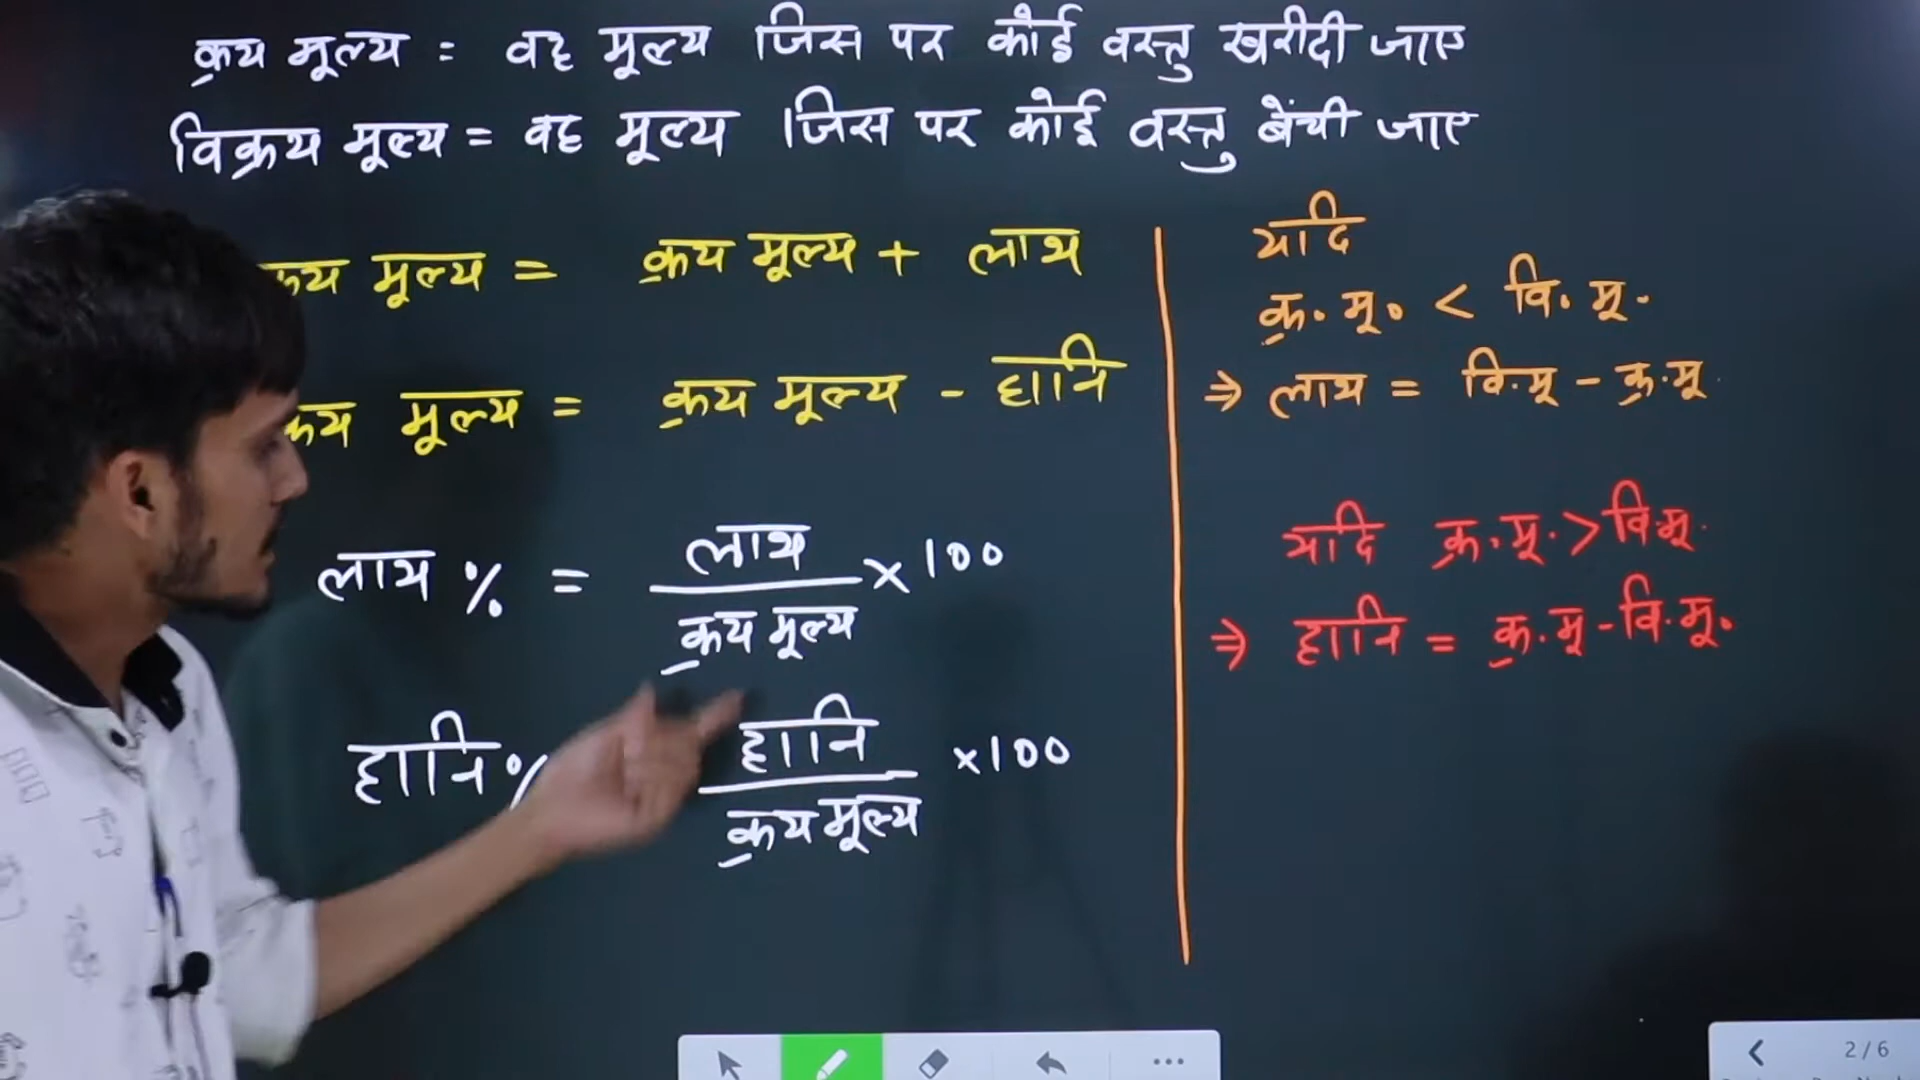 क्रय मूल्य = वह मूल्य जिस पर कोई वस्तु खरीदी जाए
विक्रय मूल्य = वह मूल्य जिस पर कोई वस्तु बेंची जाए
मूल्य = क्रय मूल्य + लाभ
मूल्य = क्रय मूल्य - हानि
लाभ % = लाभ / क्रय मूल्य × 100
हानि % हानि / क्रय मूल्य × 100
यदि
क्र. मू. < वि. मू.
⇒ लाभ = वि.मू - क्र.मू.
यदि क्र. मू. > वि.मू.
⇒ हानि = क्र.मू - वि.मू.
2 / 6